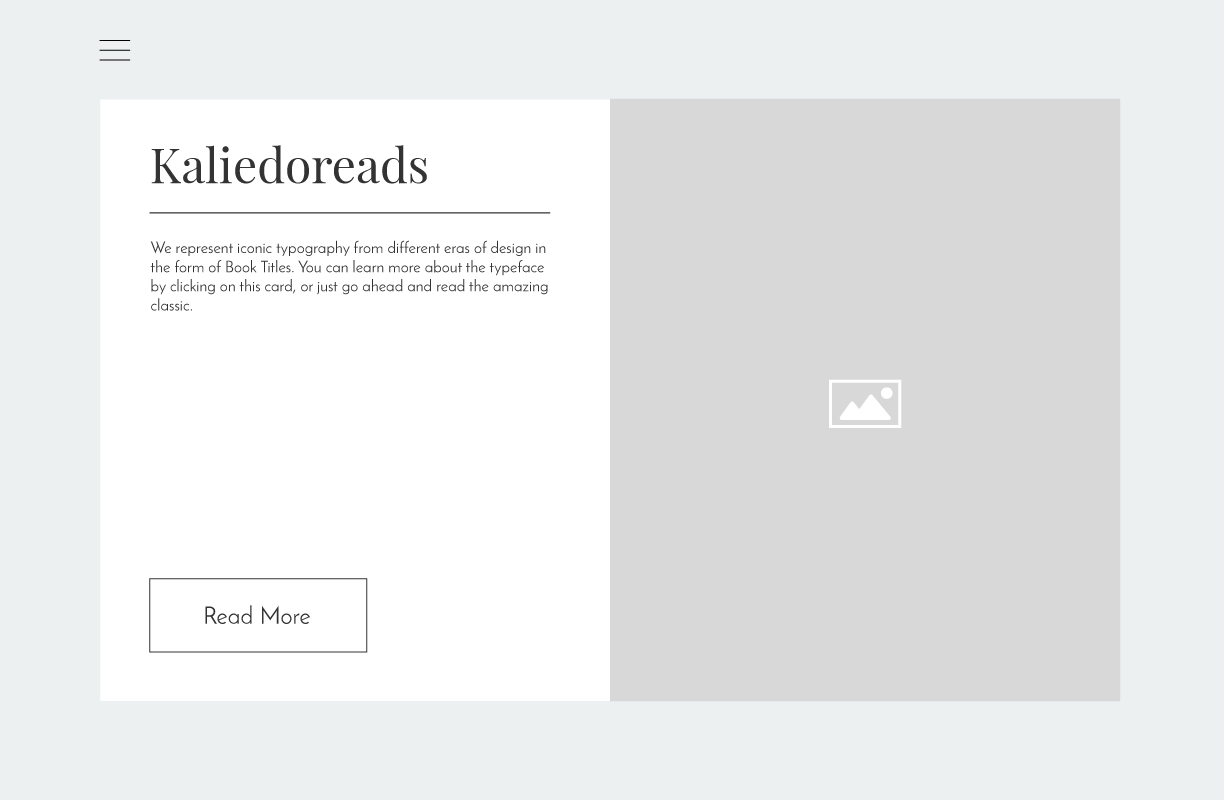 Kaliedoreads
We represent iconic typography from different eras of design in
the form of Book Titles. You can learn more about the typeface
by clicking on this card, or just go ahead and read the amazing
classic.
Read More